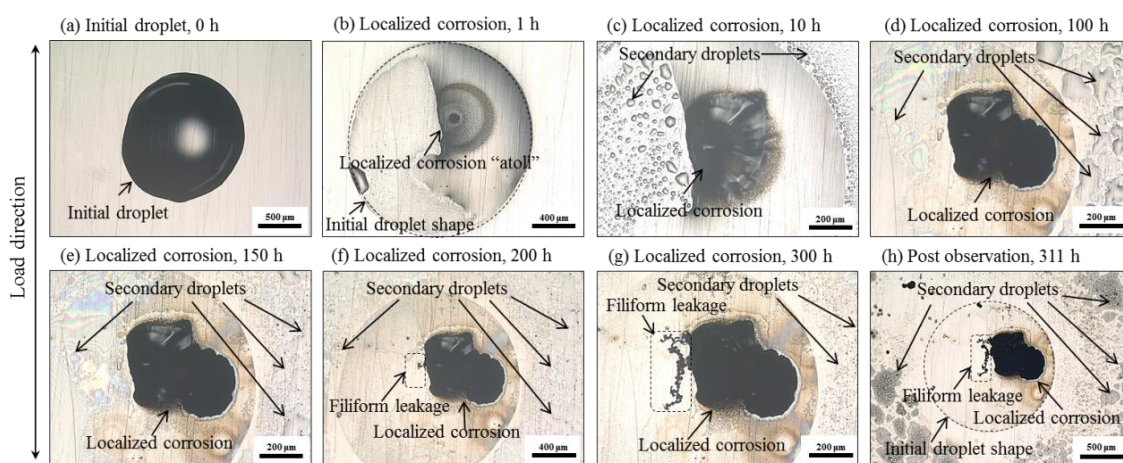 Load direction
(a) Initial droplet, 0 h
Initial droplet
500 μm
(b) Localized corrosion, 1 h
Localized corrosion “atoll”
Initial droplet shape
400 μm
(c) Localized corrosion, 10 h
Secondary droplets
Localized corrosion
200 μm
(d) Localized corrosion, 100 h
Secondary droplets
Localized corrosion
200 μm
(e) Localized corrosion, 150 h
Secondary droplets
Localized corrosion
200 μm
(f) Localized corrosion, 200 h
Secondary droplets
Filiform leakage
Localized corrosion
400 μm
(g) Localized corrosion, 300 h
Secondary droplets
Filiform leakage
Localized corrosion
200 μm
(h) Post observation, 311 h
Secondary droplets
Filiform leakage
Localized corrosion
Initial droplet shape
500 μm